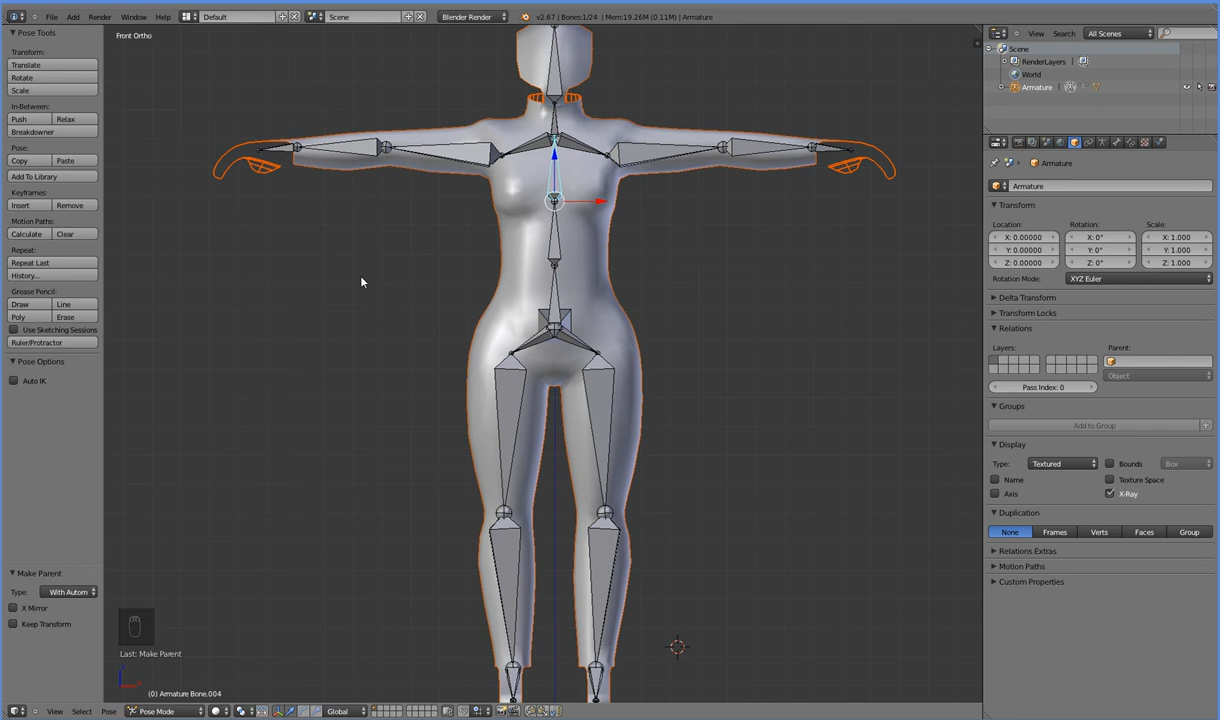 File Add Render Window Help Default Scene Blender Render v2.67 | Bones:1/24 | Mem:19.26M (0.11M) | Armature
Pose Tools
Transform:
Translate
Rotate
Scale
In-Between:
Push Relax
Breakdowner
Pose:
Copy Paste
Add To Library
Keyframes:
Insert Remove
Motion Paths:
Calculate Clear
Repeat:
Repeat Last
History...
Grease Pencil:
Draw Line
Poly Erase
Use Sketching Sessions
Ruler/Protractor
Pose Options
Auto IK
Make Parent
Type: With Autom
X Mirror
Keep Transform
Front Ortho
Last: Make Parent
(0) Armature Bone.004
View Select Pose Pose Mode Global
View Search All Scenes
Scene
RenderLayers
World
Armature
Armature
Armature
Transform
Location: Rotation: Scale:
X: 0.00000 X: 0° X: 1.000
Y: 0.00000 Y: 0° Y: 1.000
Z: 0.00000 Z: 0° Z: 1.000
Rotation Mode: XYZ Euler
Delta Transform
Transform Locks
Relations
Layers: Parent:
Object
Pass Index: 0
Groups
Add to Group
Display
Type: Textured Bounds Box
Name Texture Space
Axis X-Ray
Duplication
None Frames Verts Faces Group
Relations Extras
Motion Paths
Custom Properties